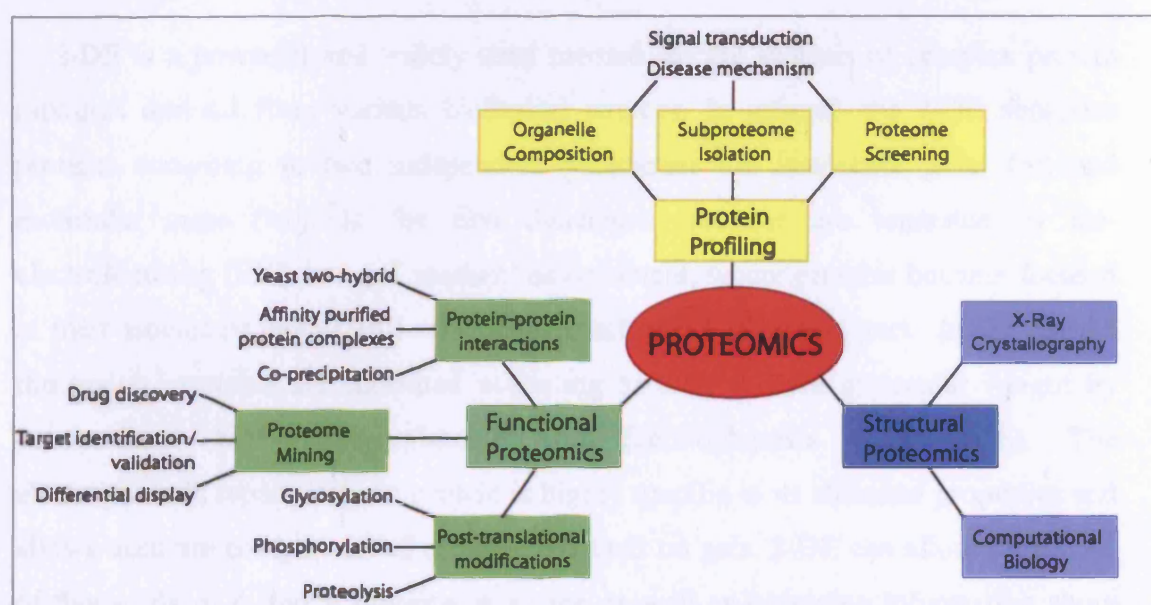 Signal transduction
Disease mechanism
Organelle
Composition
Subproteome
Isolation
Proteome
Screening
Protein
Profiling
PROTEOMICS
Yeast two-hybrid
Affinity purified
protein complexes
Co-precipitation
Protein-protein
interactions
Drug discovery
Target identification/
validation
Differential display
Proteome
Mining
Functional
Proteomics
Glycosylation
Phosphorylation
Proteolysis
Post-translational
modifications
X-Ray
Crystallography
Structural
Proteomics
Computational
Biology